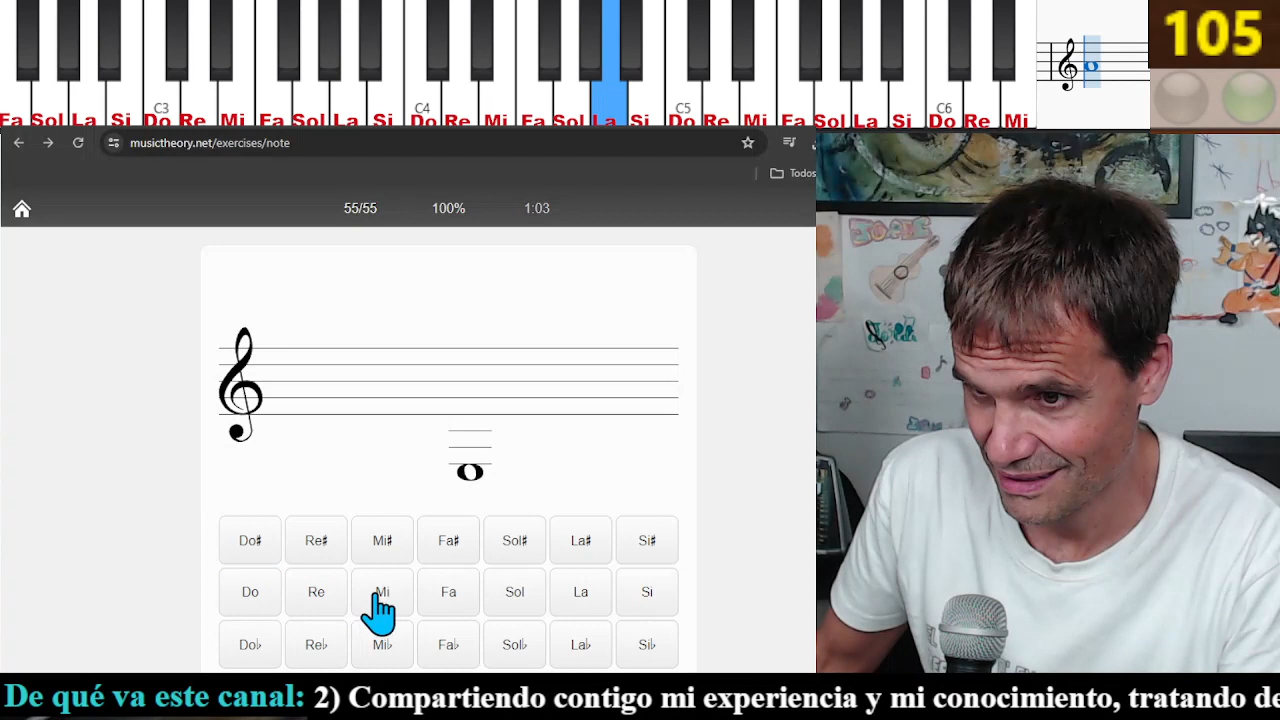 105
C3 C4 C5 C6
Fa Sol La Si Do Re Mi Fa Sol La Si Do Re Mi Fa Sol La Si Do Re Mi Fa Sol La Si Do Re Mi
musictheory.net/exercises/note
Todos
55/55 100% 1:03
JORGE
Do♯ Re♯ Mi♯ Fa♯ Sol♯ La♯ Si♯
Do Re Mi Fa Sol La Si
Do♭ Re♭ Mi♭ Fa♭ Sol♭ La♭ Si♭
De qué va este canal: 2) Compartiendo contigo mi experiencia y mi conocimiento, tratando de